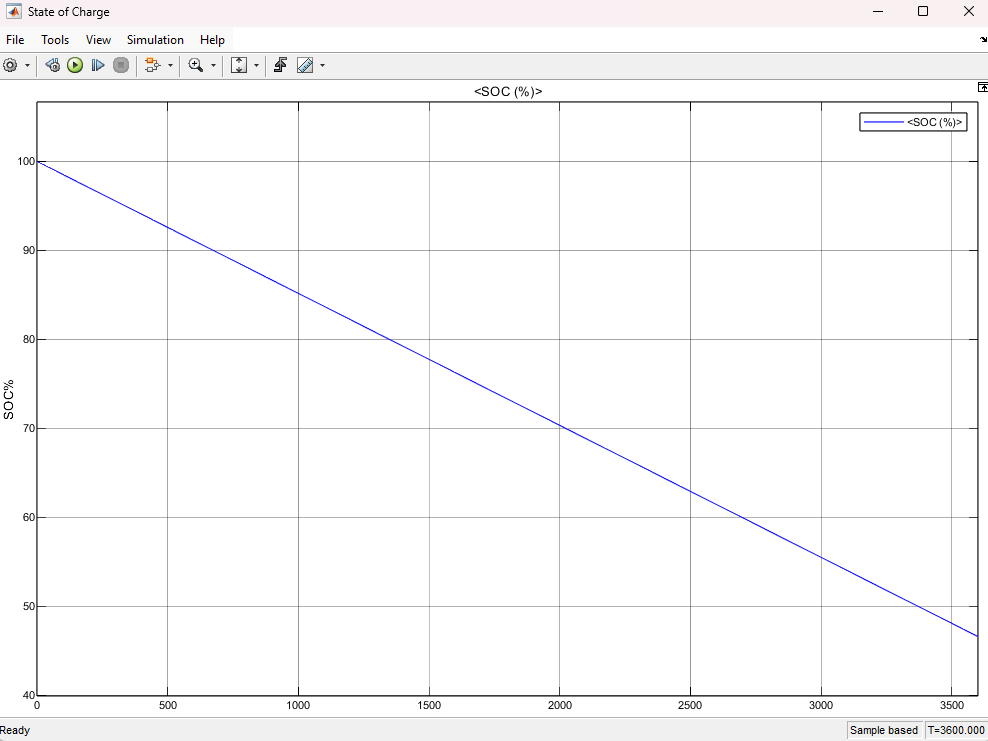 State of Charge
File Tools View Simulation Help
<SOC (%)>
<SOC (%)>
100
90
80
70
60
50
40
SOC%
0 500 1000 1500 2000 2500 3000 3500
Ready
Sample based T=3600.000